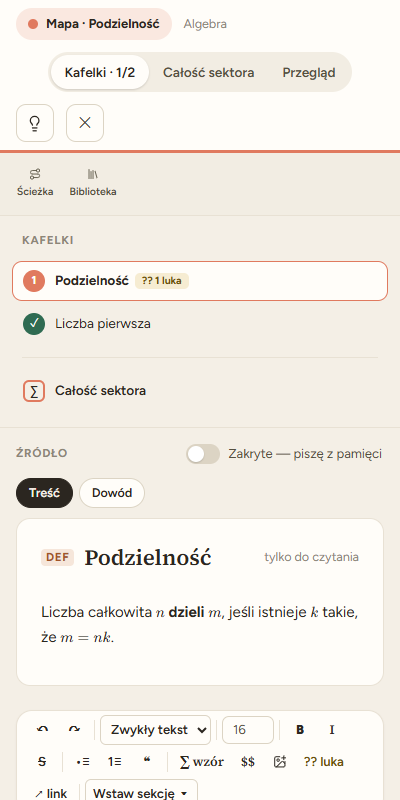 Mapa · Podzielność Algebra
Kafelki · 1/2 Całość sektora Przegląd
Ścieżka Biblioteka
KAFELKI
1 Podzielność ?? 1 luka
✓ Liczba pierwsza
∑ Całość sektora
ŹRÓDŁO Zakryte — piszę z pamięci
Treść Dowód
DEF Podzielność tylko do czytania
Liczba całkowita n dzieli m, jeśli istnieje k takie,
że m = nk.
Zwykły tekst 16 B I
S 1 ❝ ∑ wzór $$ ?? luka
↗ link Wstaw sekcję